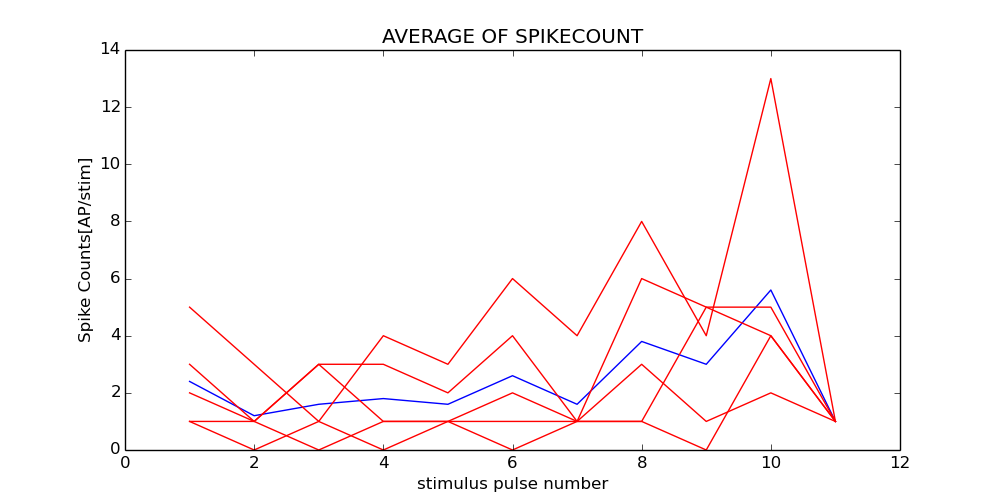 AVERAGE OF SPIKECOUNT
14
12
10
8
6
4
2
0
Spike Counts[AP/stim]
0 2 4 6 8 10 12
stimulus pulse number